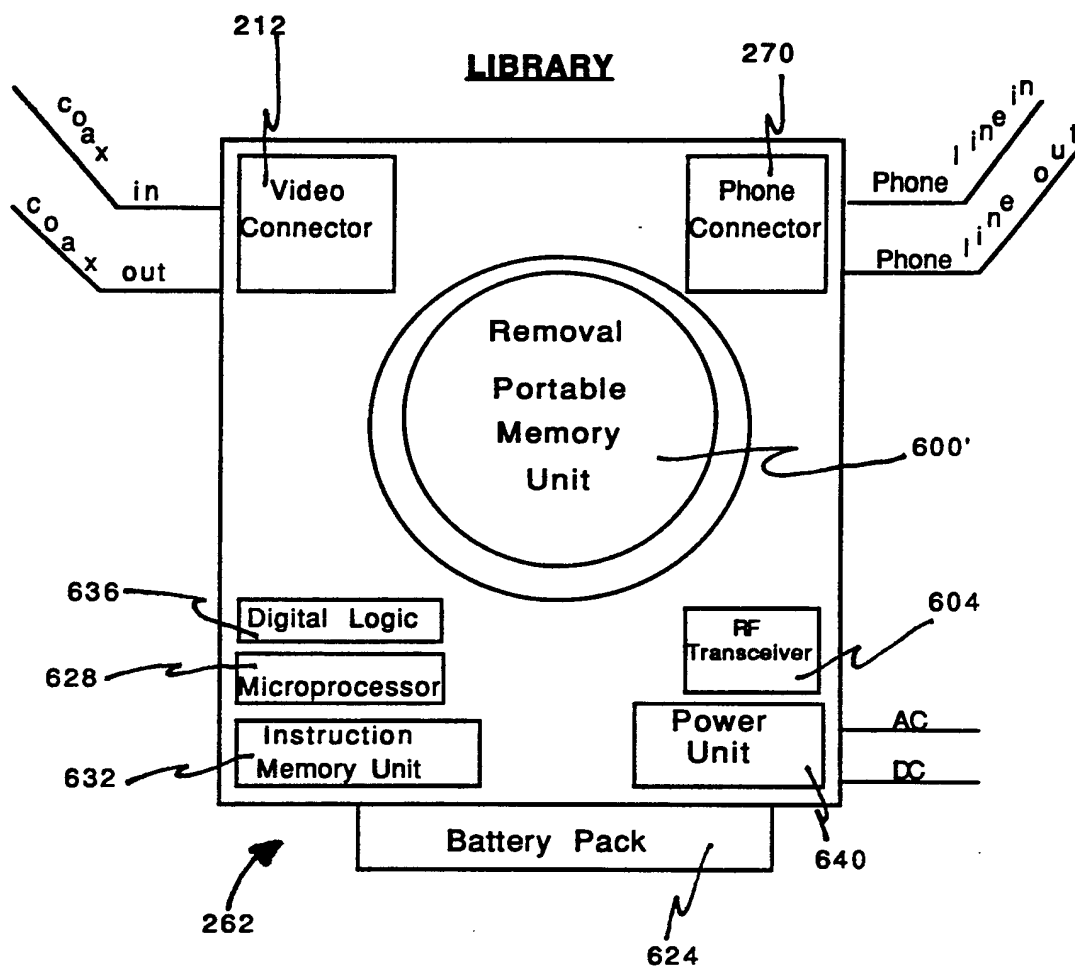 212
LIBRARY
270
coax in
coax out
Video
Connector
Phone
Connector
Phone line in
Phone line out
Removal
Portable
Memory
Unit
600'
636
Digital Logic
628
Microprocessor
632
Instruction
Memory Unit
RF
Transceiver
604
Power
Unit
AC
DC
640
Battery Pack
262
624